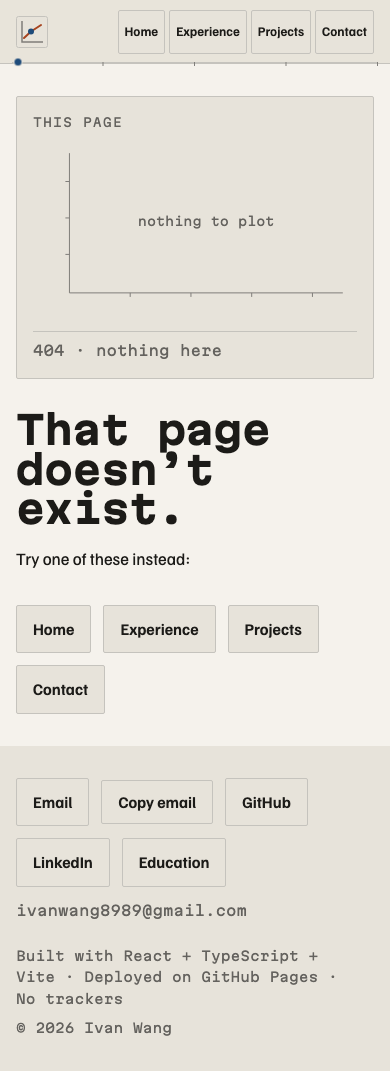 Home
Experience
Projects
Contact
THIS PAGE
nothing to plot
404 · nothing here
That page
doesn’t
exist.
Try one of these instead:
Home
Experience
Projects
Contact
Email
Copy email
GitHub
LinkedIn
Education
ivanwang8989@gmail.com
Built with React + TypeScript +
Vite · Deployed on GitHub Pages ·
No trackers
© 2026 Ivan Wang